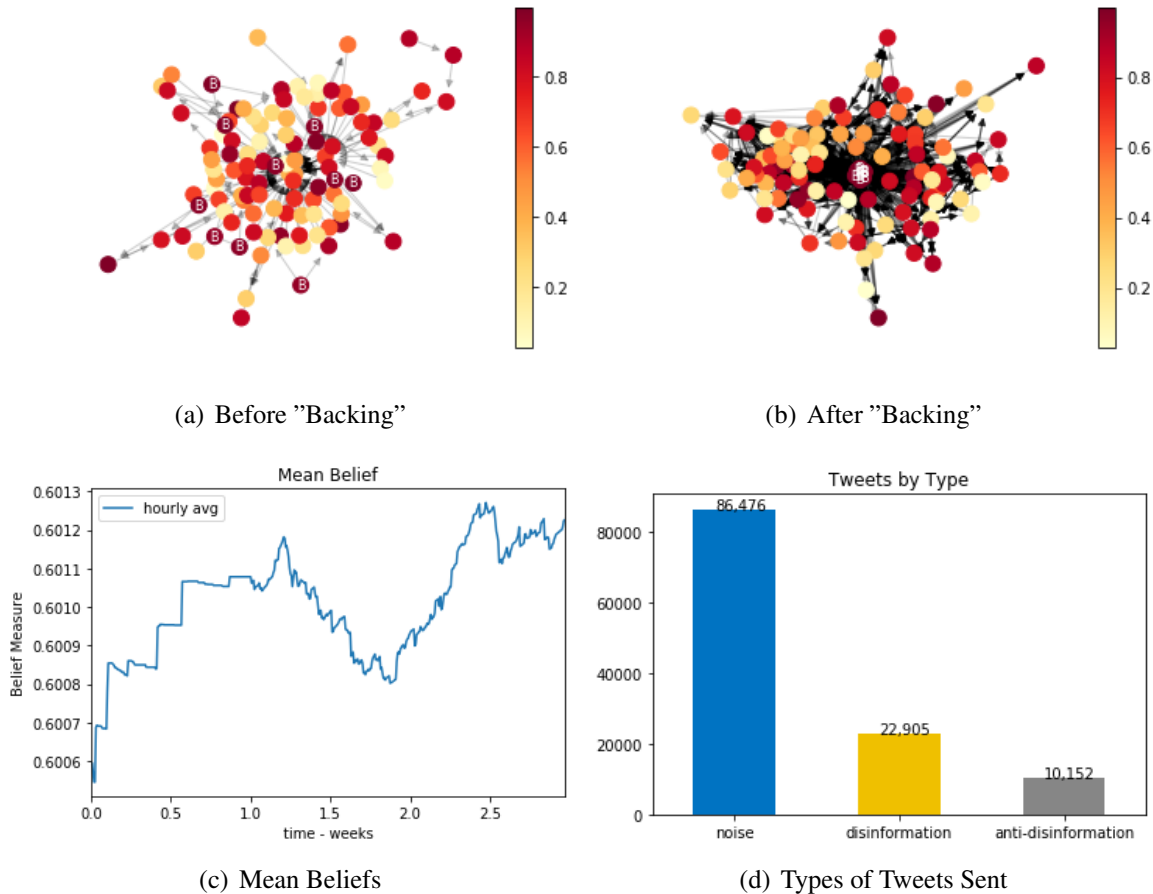 0.8
0.6
0.4
0.2
B
B
B
B
B
B
B
B
B
B
B
0.8
0.6
0.4
0.2
B
(a) Before ”Backing”
(b) After ”Backing”
Mean Belief
0.6013
0.6012
0.6011
0.6010
0.6009
0.6008
0.6007
0.6006
Belief Measure
hourly avg
0.0 0.5 1.0 1.5 2.0 2.5
time - weeks
(c) Mean Beliefs
Tweets by Type
80000
60000
40000
20000
0
86,476
22,905
10,152
noise disinformation anti-disinformation
(d) Types of Tweets Sent